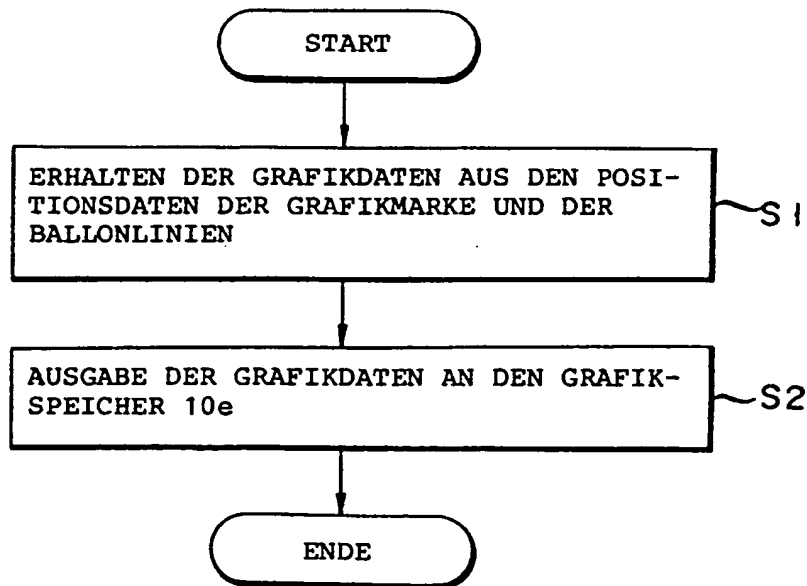 START
ERHALTEN DER GRAFIKDATEN AUS DEN POSI-
TIONSDATEN DER GRAFIKMARKE UND DER
BALLONLINIEN
S1
AUSGABE DER GRAFIKDATEN AN DEN GRAFIK-
SPEICHER 10e
S2
ENDE